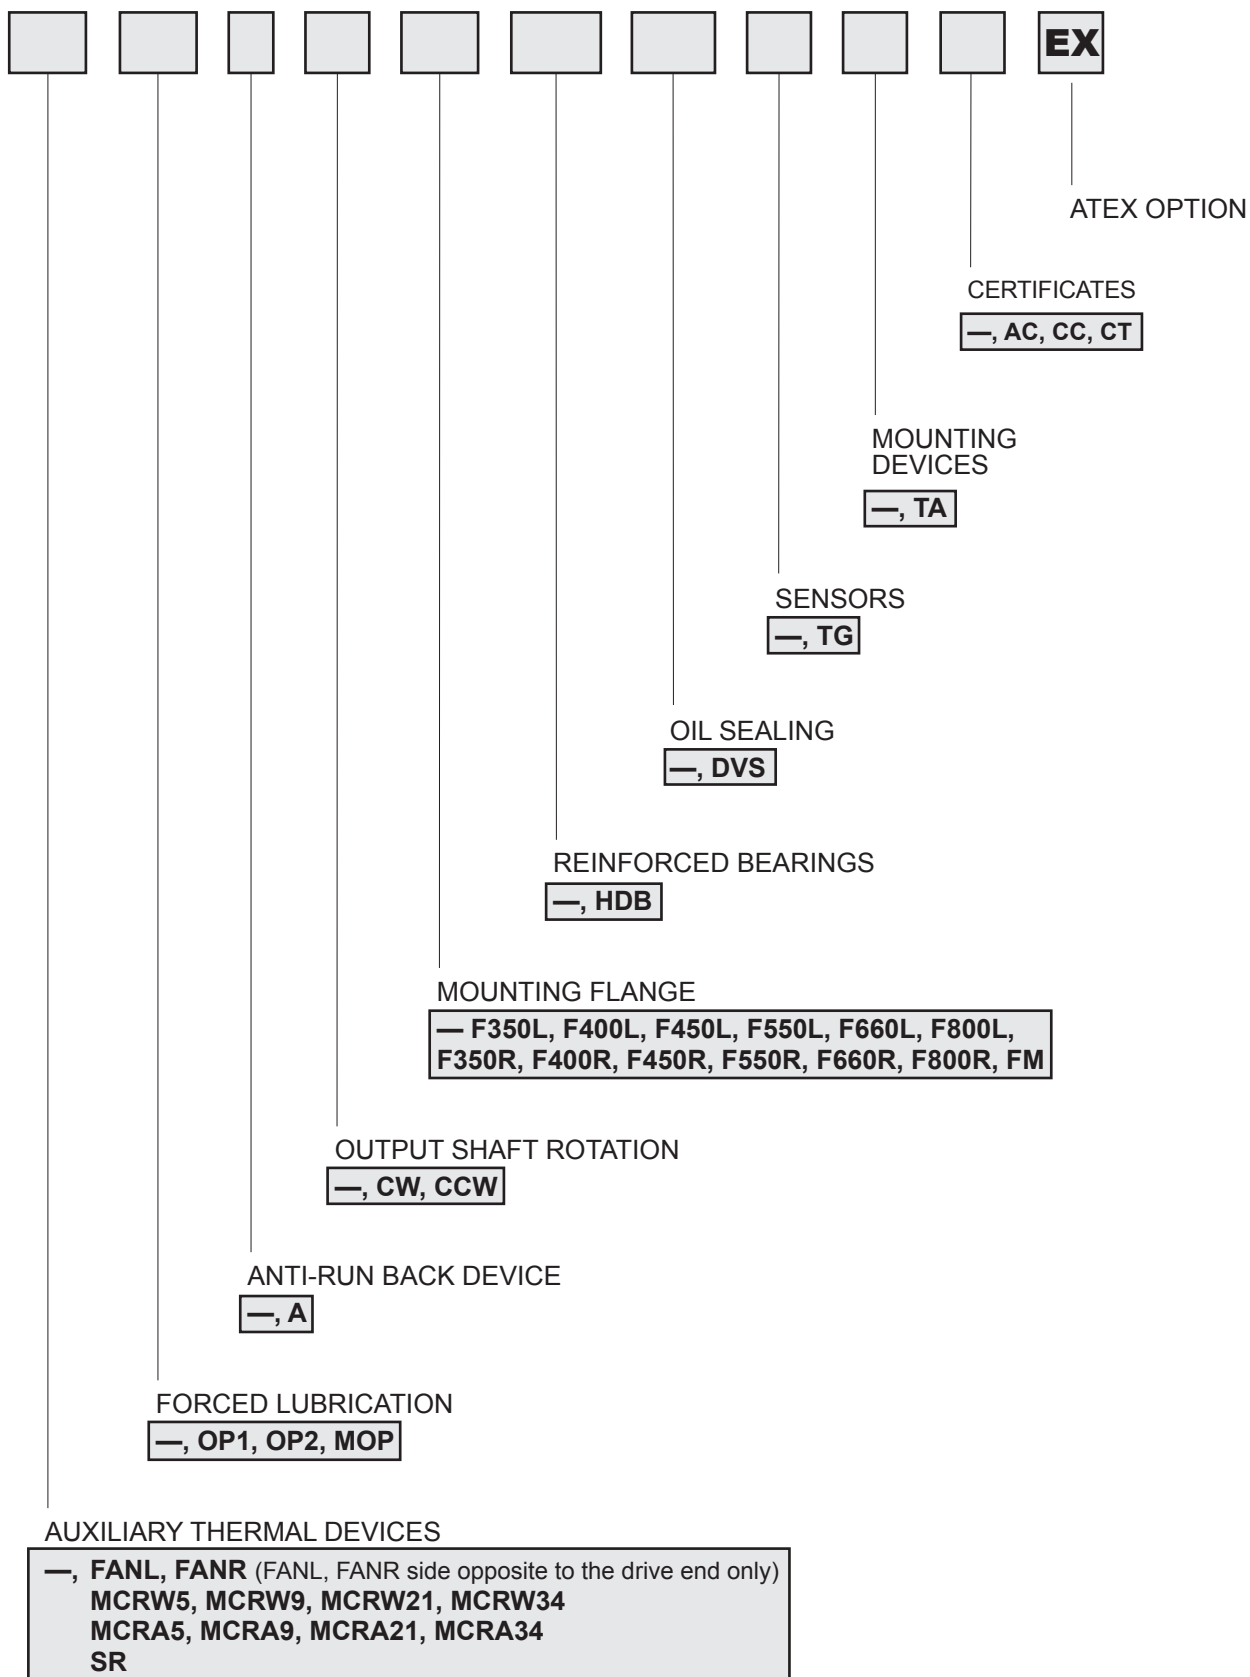 EX
ATEX OPTION
CERTIFICATES
—, AC, CC, CT
MOUNTING
DEVICES
—, TA
SENSORS
—, TG
OIL SEALING
—, DVS
REINFORCED BEARINGS
—, HDB
MOUNTING FLANGE
— F350L, F400L, F450L, F550L, F660L, F800L,
F350R, F400R, F450R, F550R, F660R, F800R, FM
OUTPUT SHAFT ROTATION
—, CW, CCW
ANTI-RUN BACK DEVICE
—, A
FORCED LUBRICATION
—, OP1, OP2, MOP
AUXILIARY THERMAL DEVICES
—, FANL, FANR (FANL, FANR side opposite to the drive end only)
MCRW5, MCRW9, MCRW21, MCRW34
MCRA5, MCRA9, MCRA21, MCRA34
SR